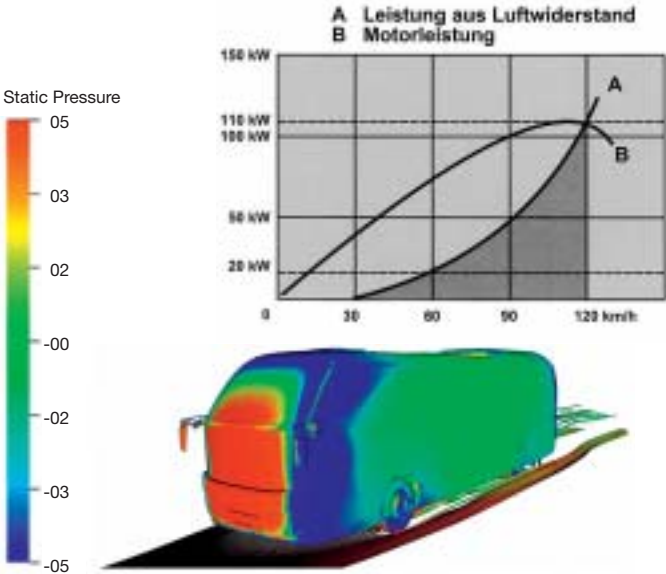 A Leistung aus Luftwiderstand
B Motorleistung
150 kW
110 kW
100 kW
50 kW
20 kW
A
B
0 30 60 90 120 km/h
Static Pressure
05
03
02
-00
-02
-03
-05